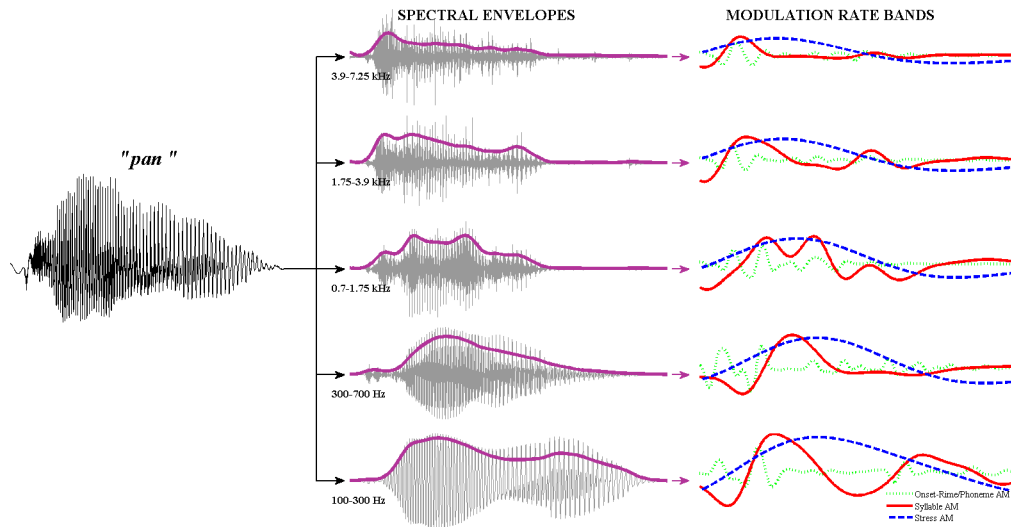 SPECTRAL ENVELOPES
MODULATION RATE BANDS
"pan "
3.9-7.25 kHz
1.75-3.9 kHz
0.7-1.75 kHz
300-700 Hz
100-300 Hz
Onset-Rime/Phoneme AM
Syllable AM
Stress AM